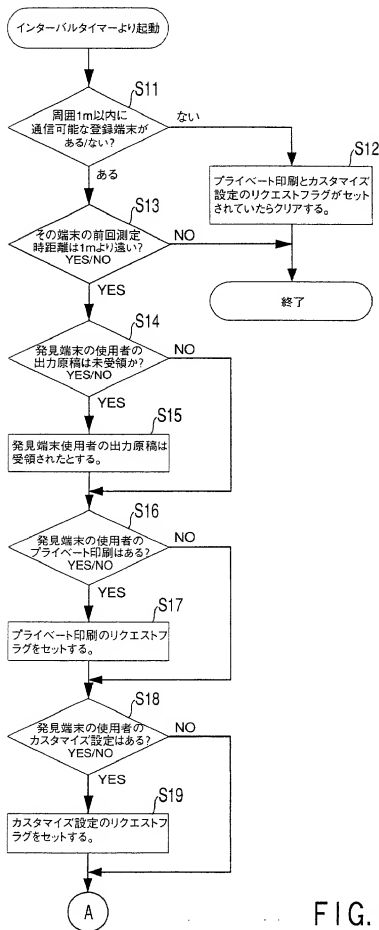 インターバルタイマーより起動
S11
周囲1m以内に
通信可能な登録端末が
ある/ない?
ない
ある
S12
プライベート印刷とカスタマイズ
設定のリクエストフラグがセット
されていたらクリアする。
終了
S13
その端末の前回測定
時距離は1mより遠い?
YES/NO
NO
YES
S14
発見端末の使用者の
出力原稿は未受領か?
YES/NO
NO
YES
S15
発見端末使用者の出力原稿は
受領されたとする。
S16
発見端末の使用者の
プライベート印刷はある?
YES/NO
NO
YES
S17
プライベート印刷のリクエストフ
ラグをセットする。
S18
発見端末の使用者の
カスタマイズ設定はある?
YES/NO
NO
YES
S19
カスタマイズ設定のリクエストフ
ラグをセットする。
A
FIG.